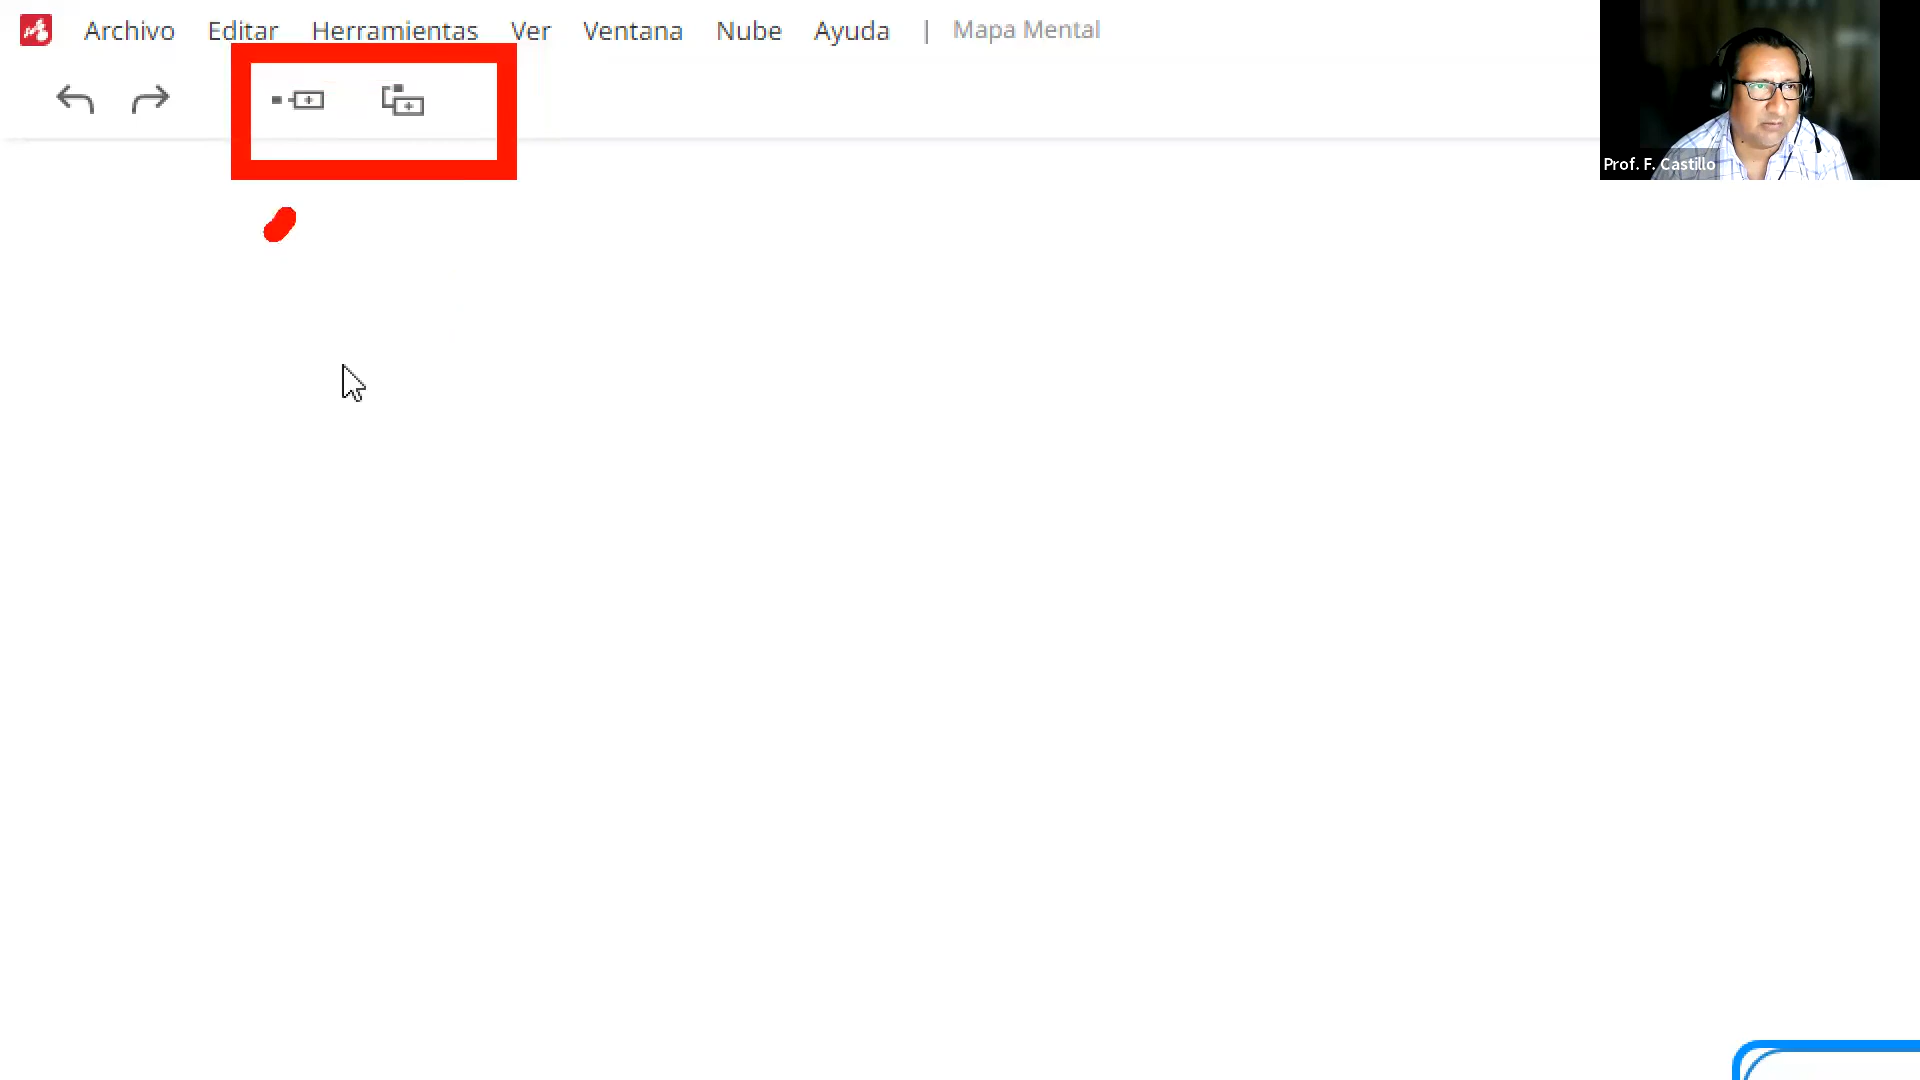 Archivo Editar Herramientas Ver Ventana Nube Ayuda | Mapa Mental
Prof. F. Castillo